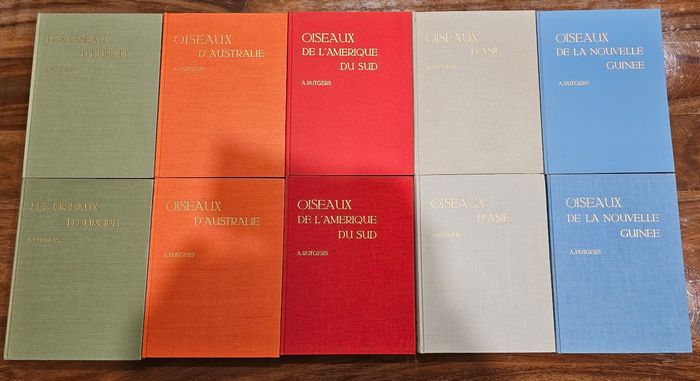 LES OISEAUX
D'EUROPE
A.RUTGERS
OISEAUX
D'AUSTRALIE
A.RUTGERS
OISEAUX
DE L'AMERIQUE
DU SUD
A.RUTGERS
OISEAUX
D'ASIE
A.RUTGERS
OISEAUX
DE LA NOUVELLE
GUINEE
A.RUTGERS
LES OISEAUX
D'EUROPE
A.RUTGERS
OISEAUX
D'AUSTRALIE
A.RUTGERS
OISEAUX
DE L'AMERIQUE
DU SUD
A.RUTGERS
OISEAUX
D'ASIE
A.RUTGERS
OISEAUX
DE LA NOUVELLE
GUINEE
A.RUTGERS